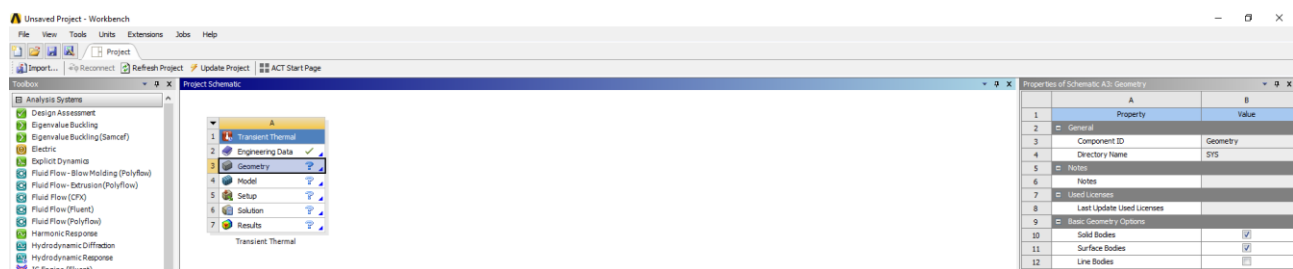 Unsaved Project - Workbench
File View Tools Units Extensions Jobs Help
Project
Import... Reconnect Refresh Project Update Project ACT Start Page
Toolbox
Analysis Systems
Design Assessment
Eigenvalue Buckling
Eigenvalue Buckling (Samcef)
Electric
Explicit Dynamics
Fluid Flow - Blow Molding (Polyflow)
Fluid Flow - Extrusion (Polyflow)
Fluid Flow (CFX)
Fluid Flow (Fluent)
Fluid Flow (Polyflow)
Harmonic Response
Hydrodynamic Diffraction
Hydrodynamic Response
IC Engine (Fluent)
Project Schematic
A
1 Transient Thermal
2 Engineering Data
3 Geometry ?
4 Model ?
5 Setup ?
6 Solution ?
7 Results ?
Transient Thermal
Properties of Schematic A3: Geometry
A B
1 Property Value
2 General
3 Component ID Geometry
4 Directory Name SYS
5 Notes
6 Notes
7 Used Licenses
8 Last Update Used Licenses
9 Basic Geometry Options
10 Solid Bodies
11 Surface Bodies
12 Line Bodies